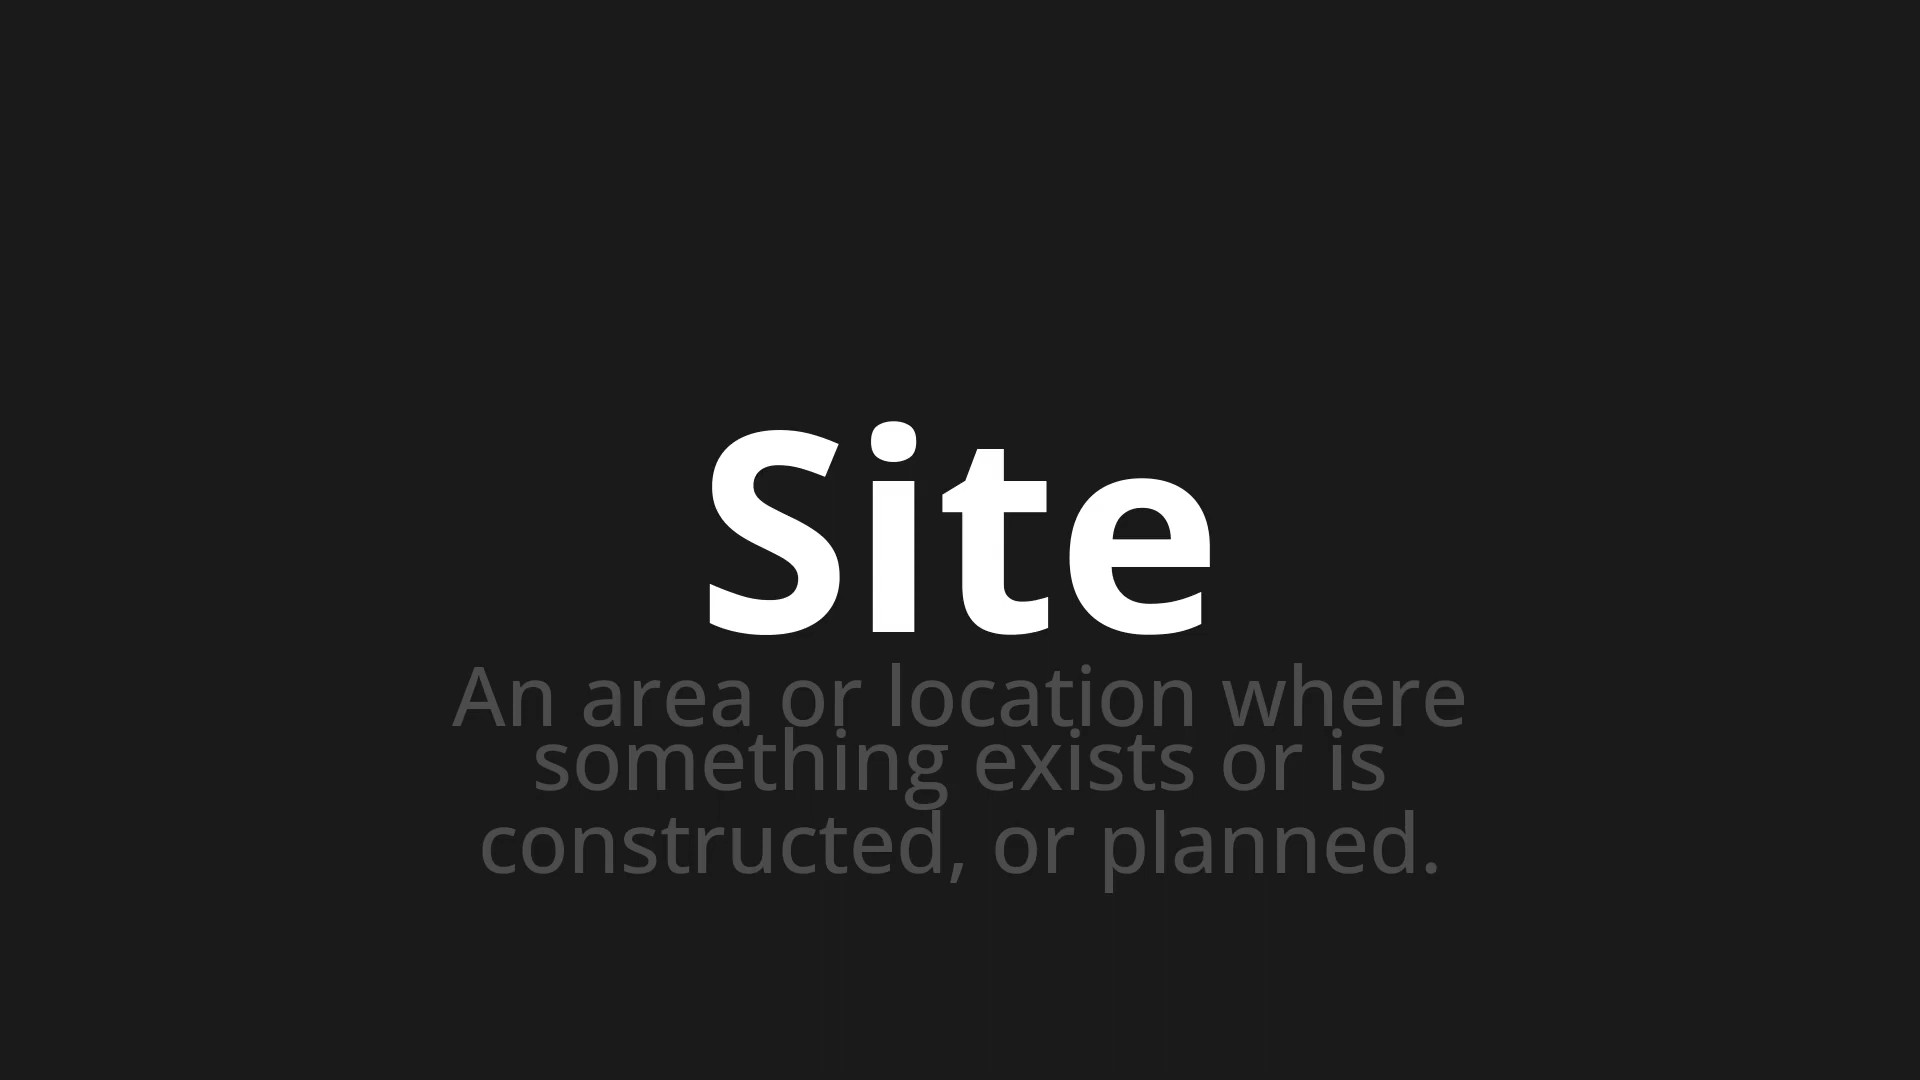 Site
An area or location where
something exists or is
constructed, or planned.